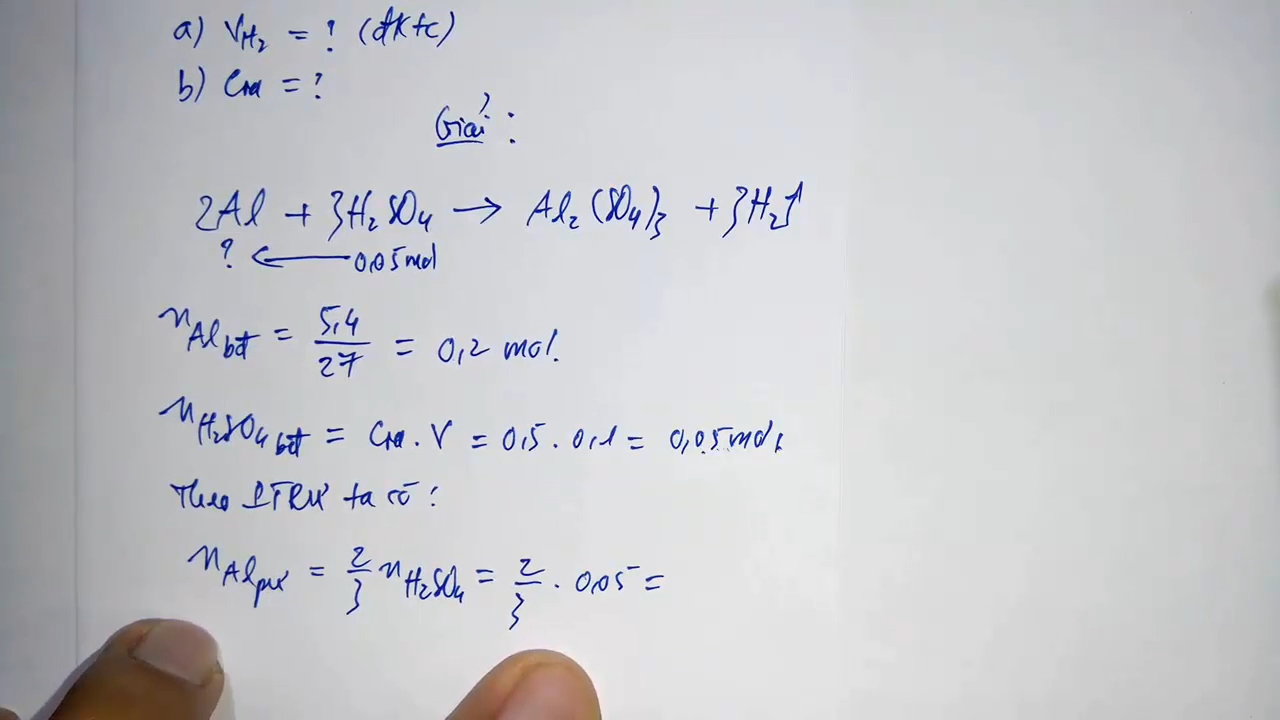 a) V_H₂ = ? (đktc)
b) C_M = ?
Giải:
2Al + 3H₂SO₄ → Al₂(SO₄)₃ + 3H₂↑
? ← 0,05 mol
n_Al bđ = 5,4/27 = 0,2 mol.
n_H₂SO₄ bđ = C_M . V = 0,5 . 0,1 = 0,05 mol.
Theo PTPƯ ta có:
n_Al pư = 2/3 n_H₂SO₄ = 2/3 . 0,05 =